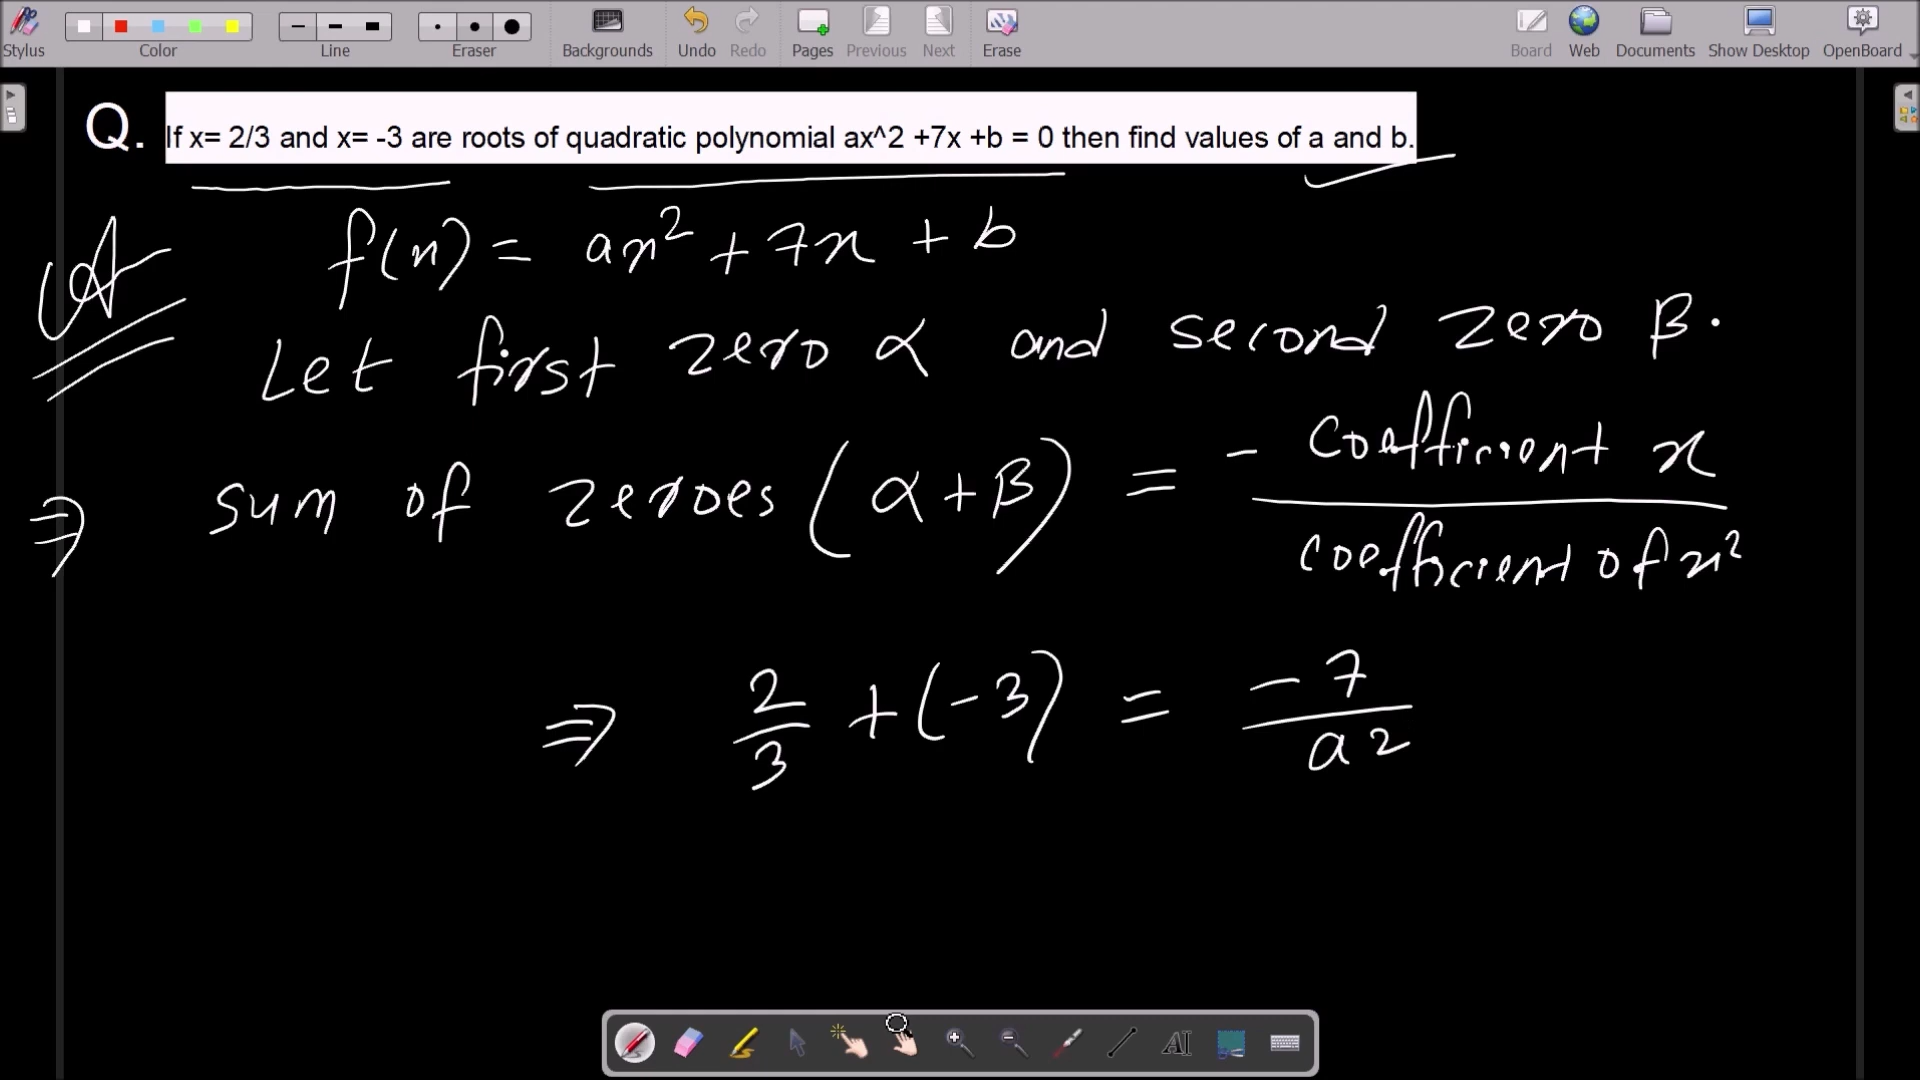 Stylus Color Line Eraser Backgrounds Undo Redo Pages Previous Next Erase Board Web Documents Show Desktop OpenBoard
Q. If x= 2/3 and x= -3 are roots of quadratic polynomial ax^2 +7x +b = 0 then find values of a and b.
f(x) = ax² + 7x + b
Let first zero α and second zero β.
⇒ sum of zeroes (α+β) = - coefficient x / coefficient of x²
⇒ 2/3 + (-3) = -7/a2
AI